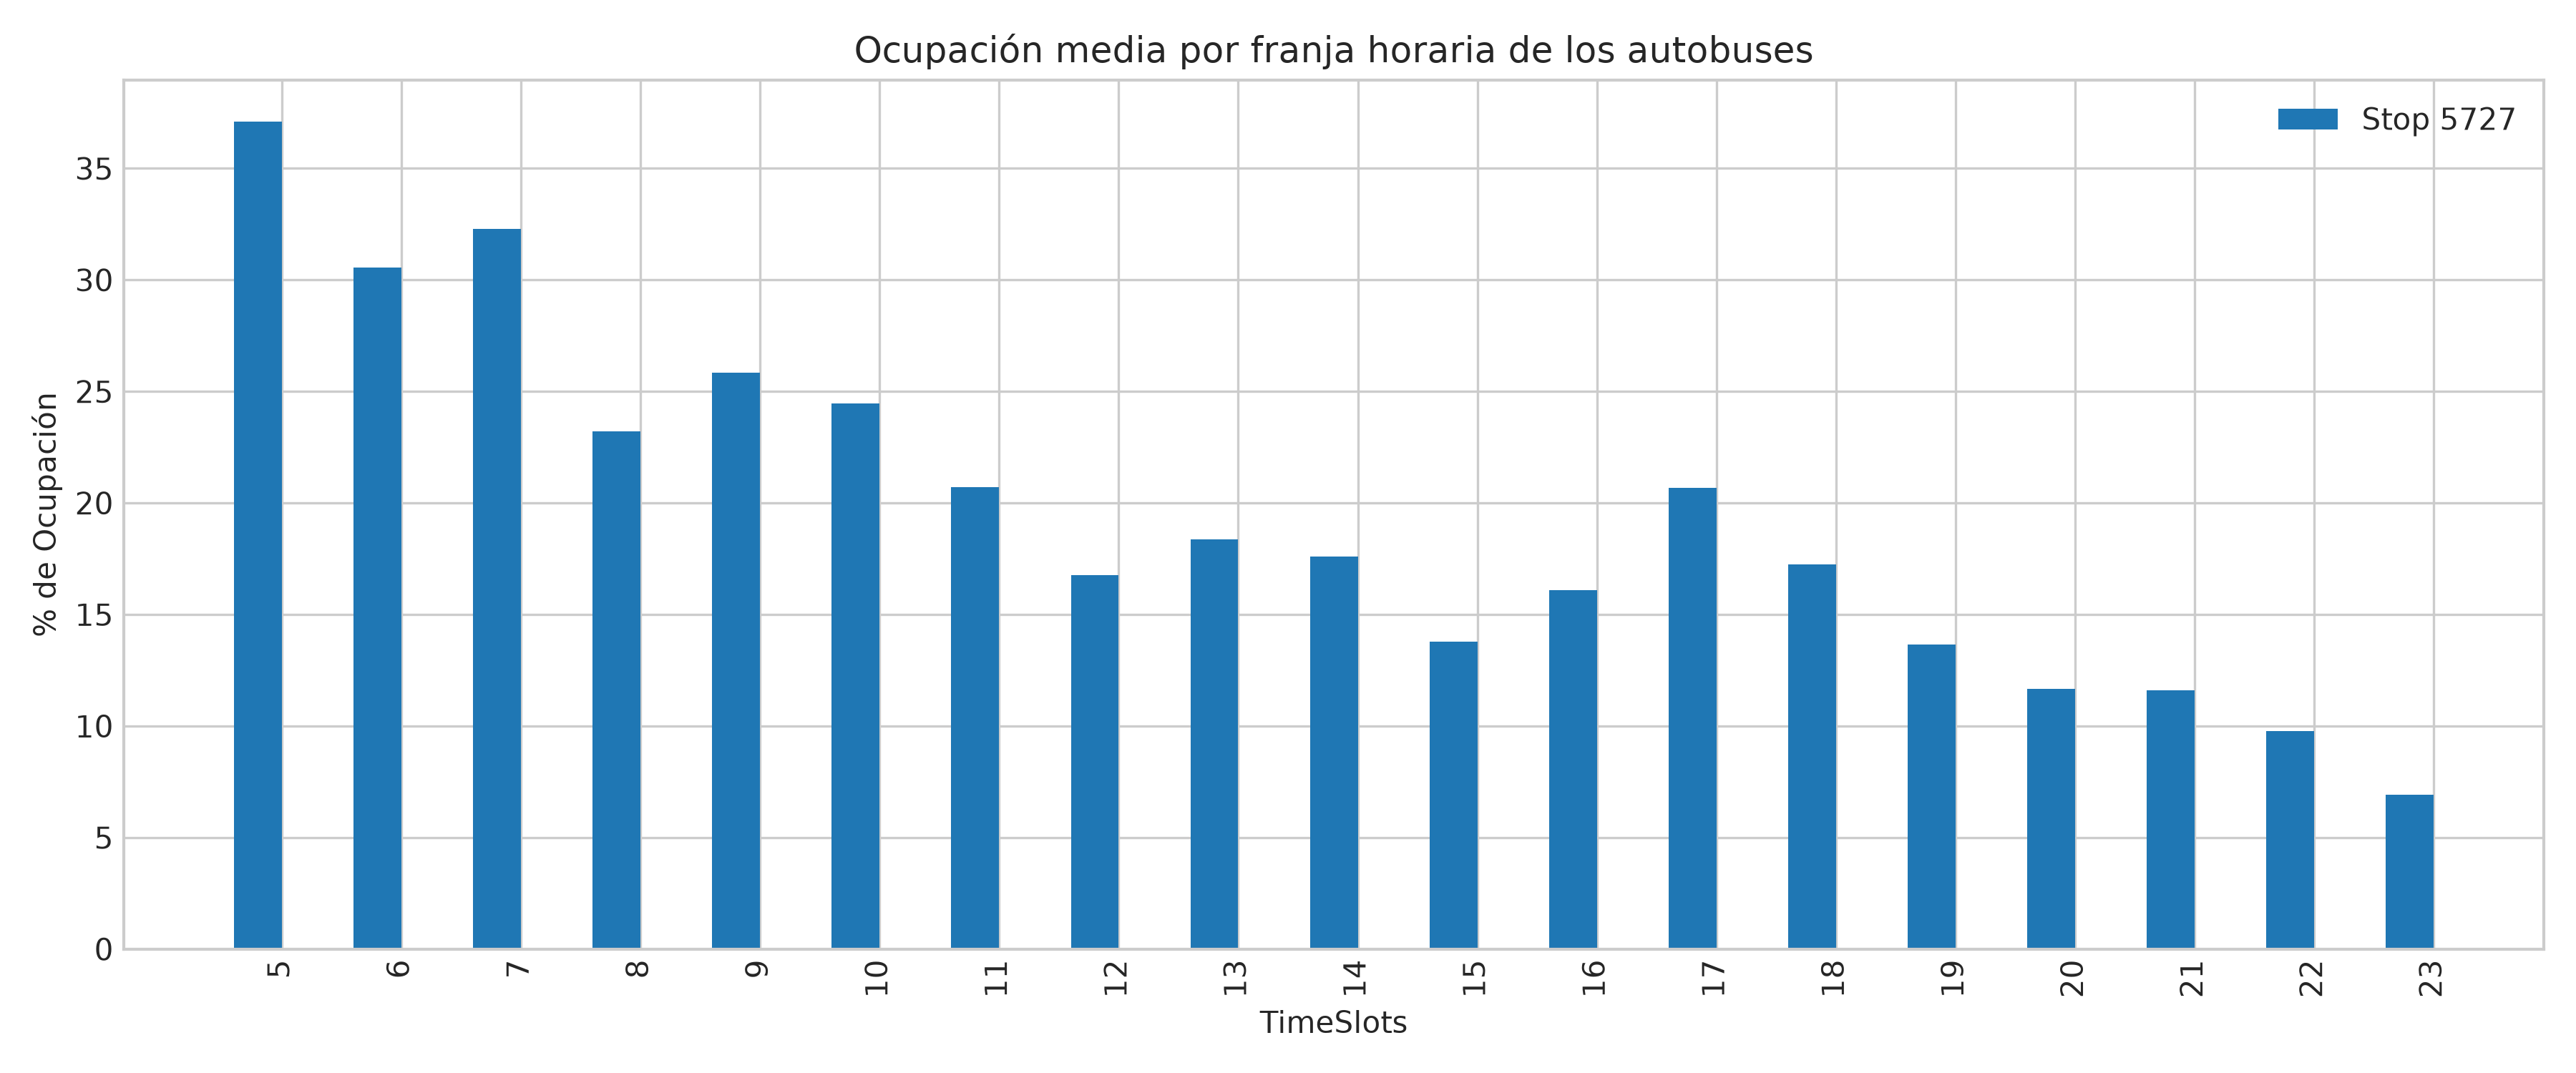 Ocupación media por franja horaria de los autobuses
Stop 5727
% de Ocupación
35
30
25
20
15
10
5
0
5 6 7 8 9 10 11 12 13 14 15 16 17 18 19 20 21 22 23
TimeSlots